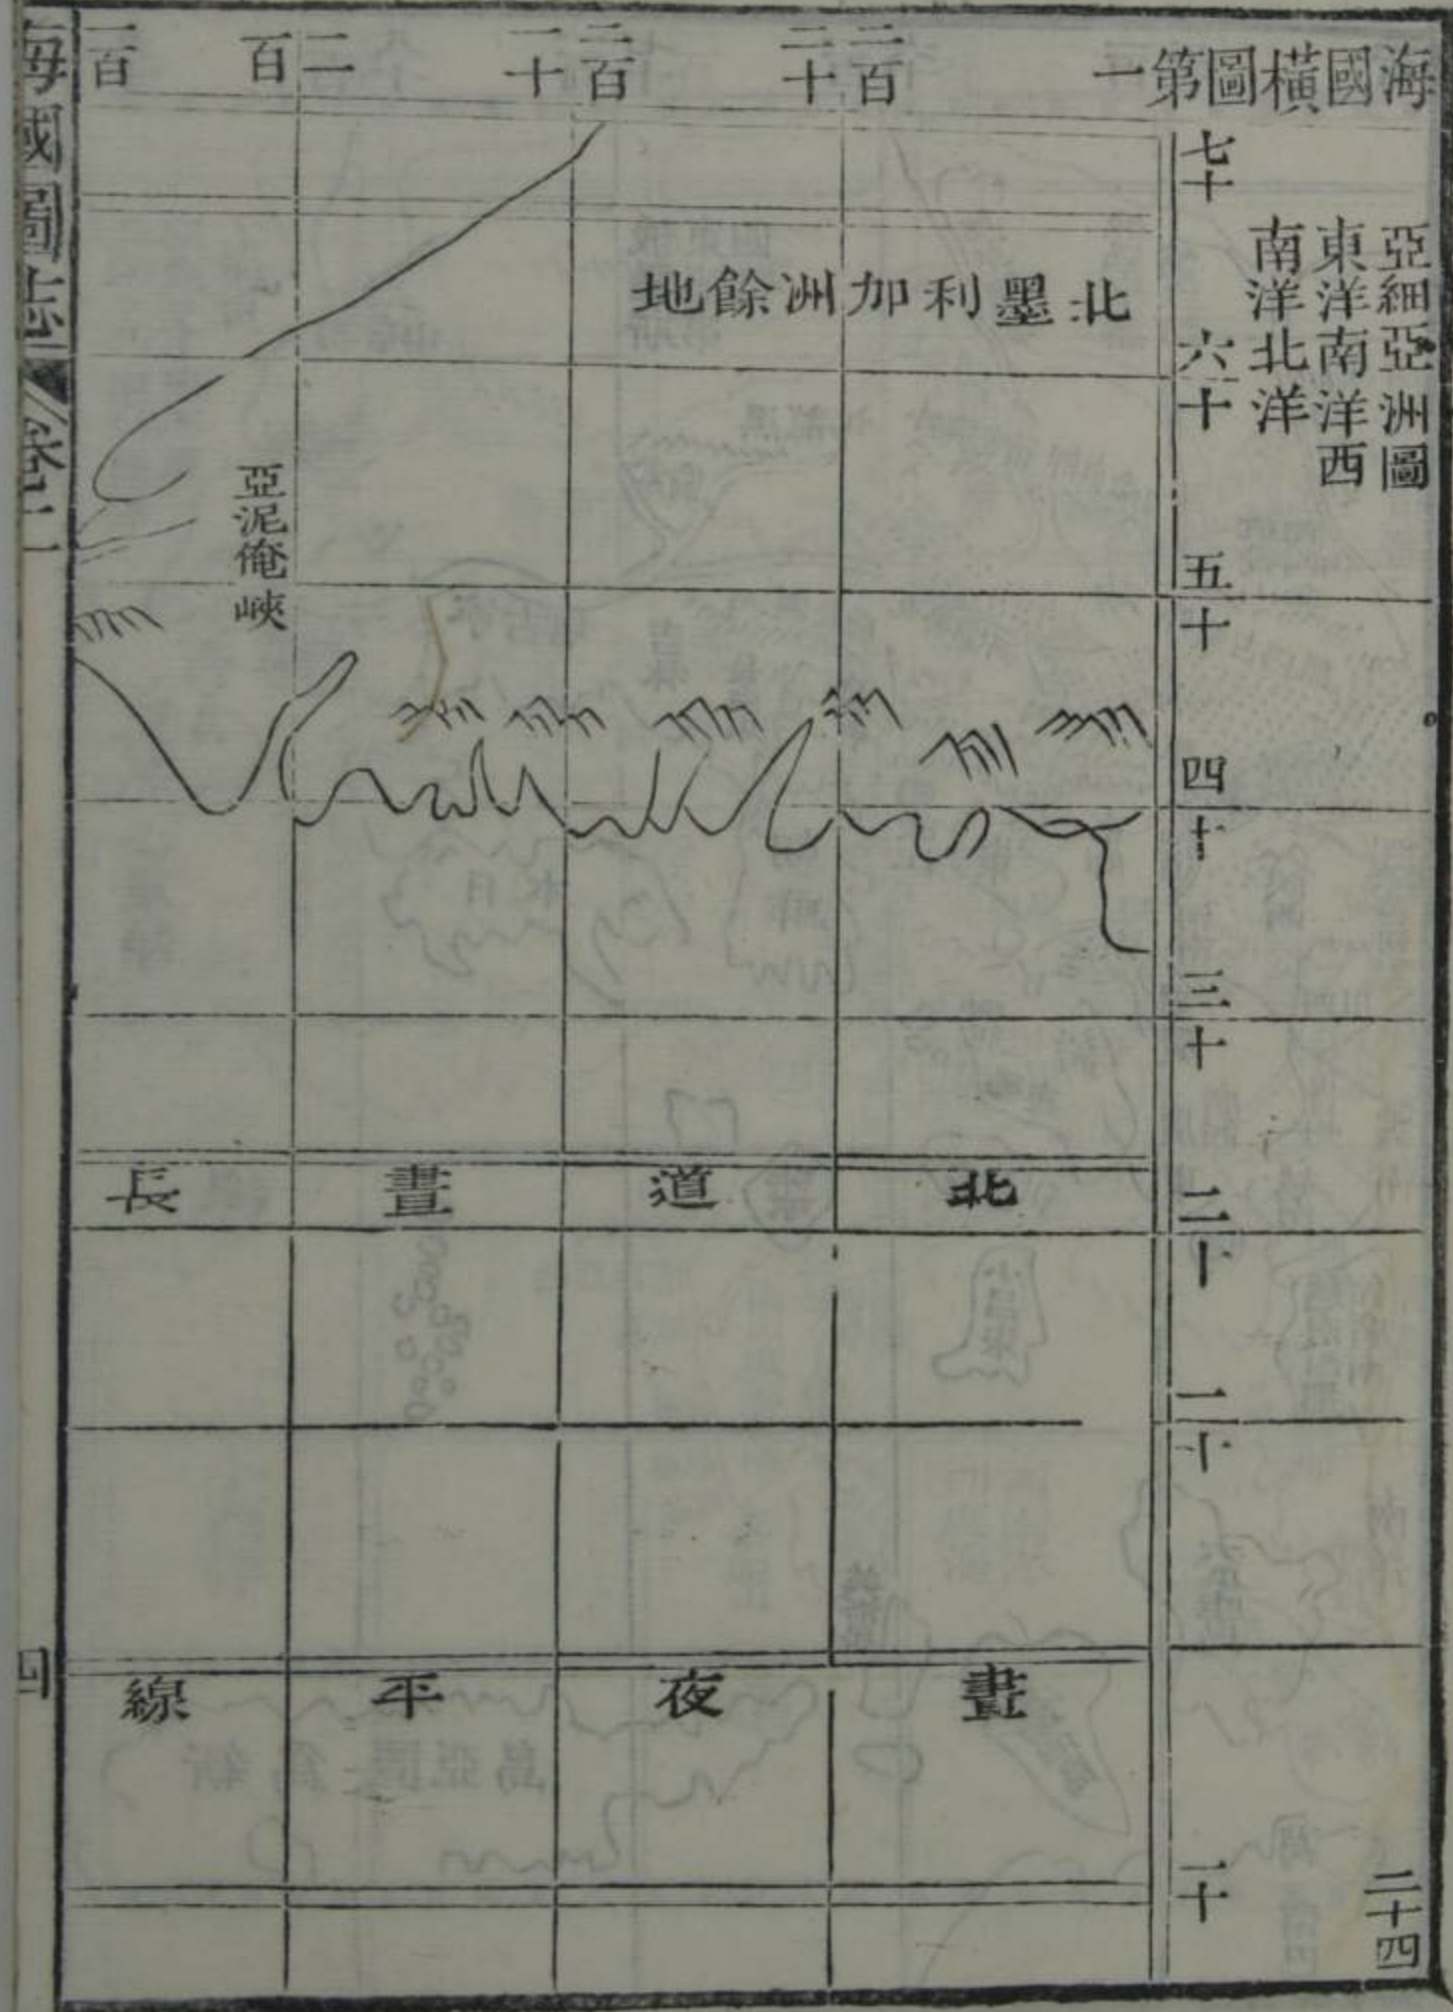 海國橫圖第一
亞細亞洲圖
東洋南洋西
南洋北洋
二百二十
二百一十
二百
一百
七十
六十
五十
四十
三十
二十
一十
一十
北墨利加洲餘地
亞泥俺峽
北道晝長
晝夜平線
二十四
海國圖志
卷二
四